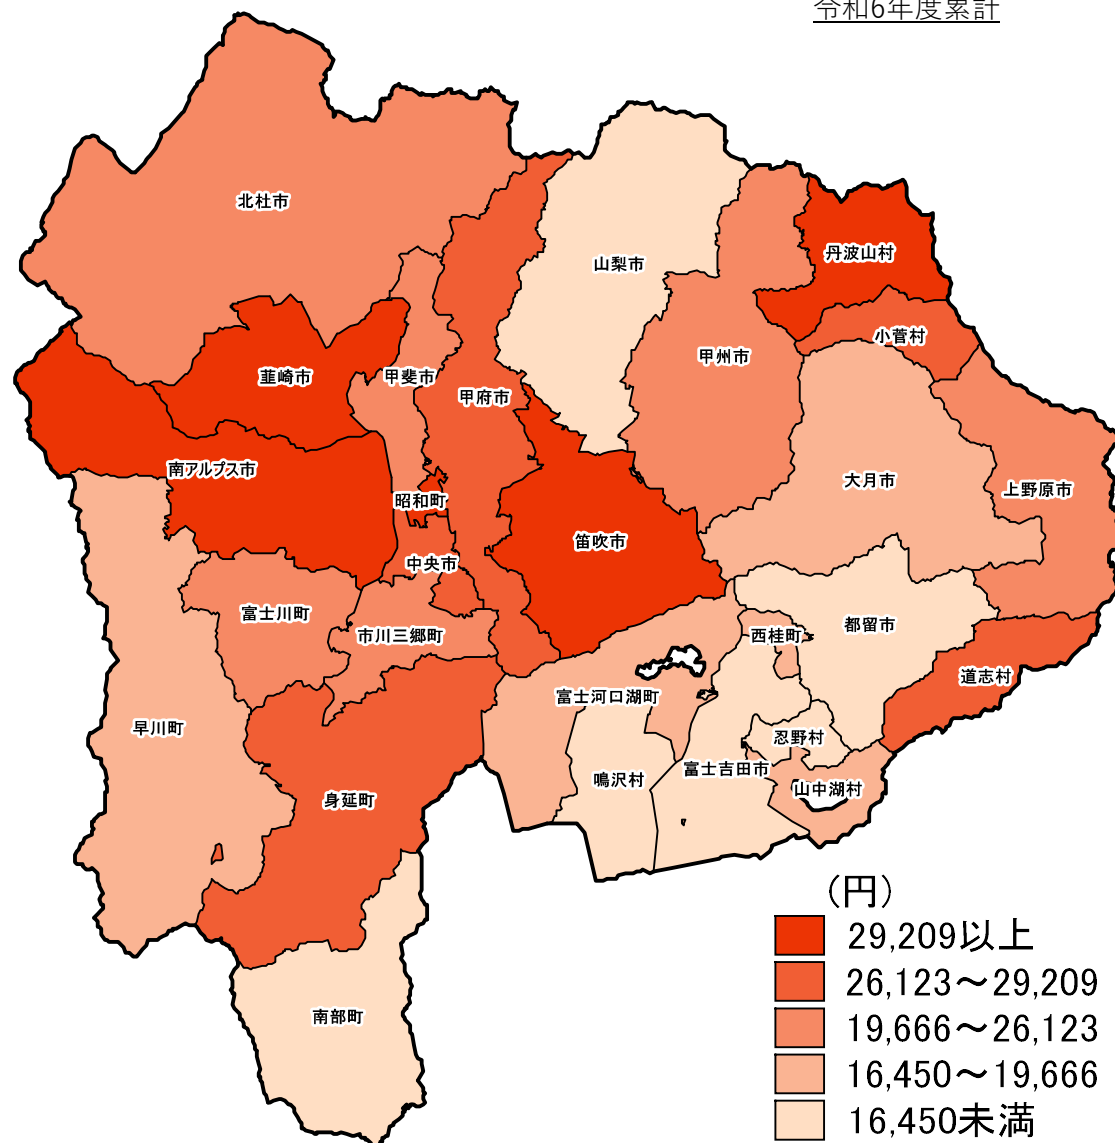 令和6年度累計
北杜市
山梨市
丹波山村
小菅村
甲州市
韮崎市
甲斐市
甲府市
南アルプス市
大月市
上野原市
昭和町
笛吹市
中央市
富士川町
市川三郷町
西桂町
都留市
道志村
富士河口湖町
早川町
忍野村
富士吉田市
鳴沢村
山中湖村
身延町
南部町
(円)
29,209以上
26,123～29,209
19,666～26,123
16,450～19,666
16,450未満